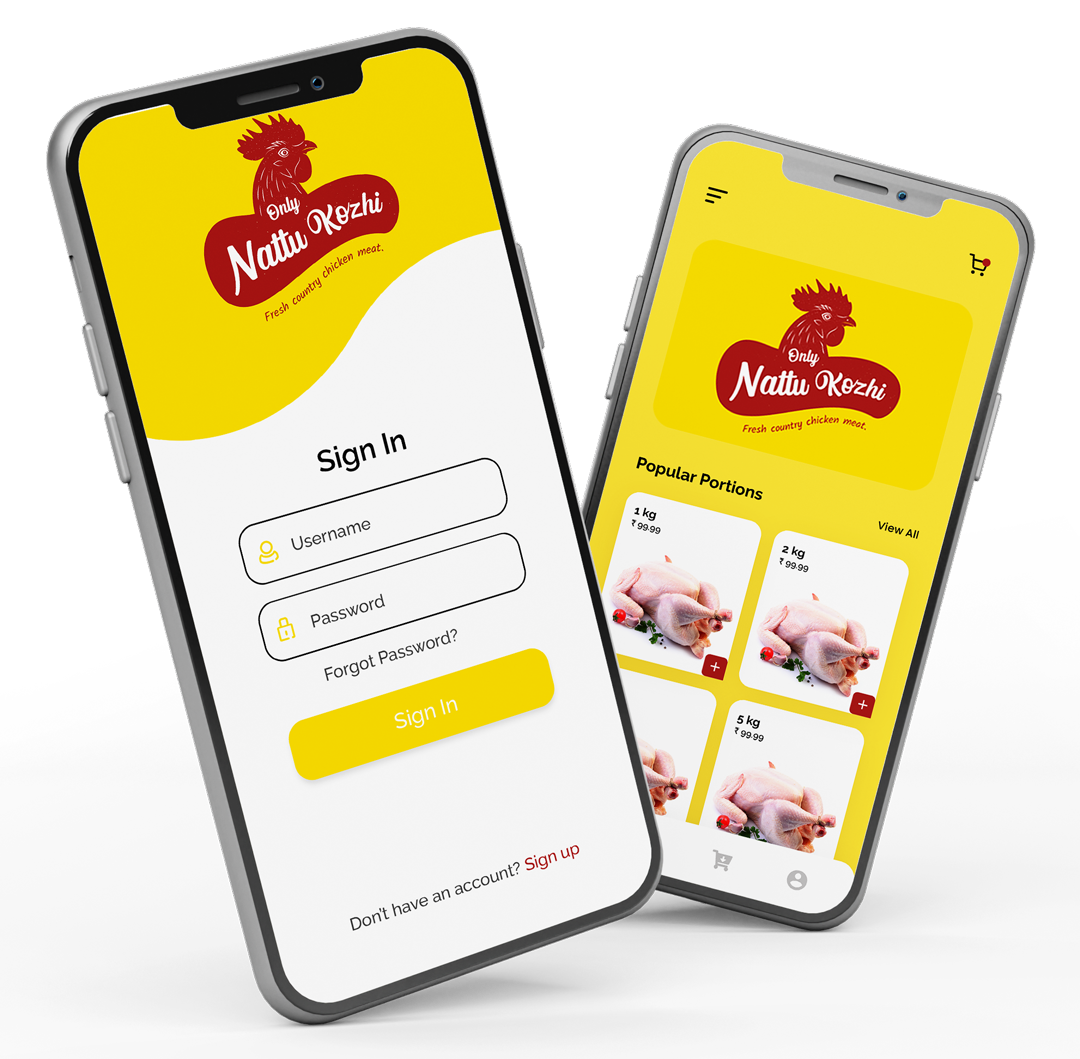 Only
Nattu Kozhi
Fresh country chicken meat.
Sign In
Username
Password
Forgot Password?
Sign In
Don't have an account? Sign up
Only
Nattu Kozhi
Fresh country chicken meat.
Popular Portions
View All
1 kg
₹ 99.99
2 kg
₹ 99.99
5 kg
₹ 99.99